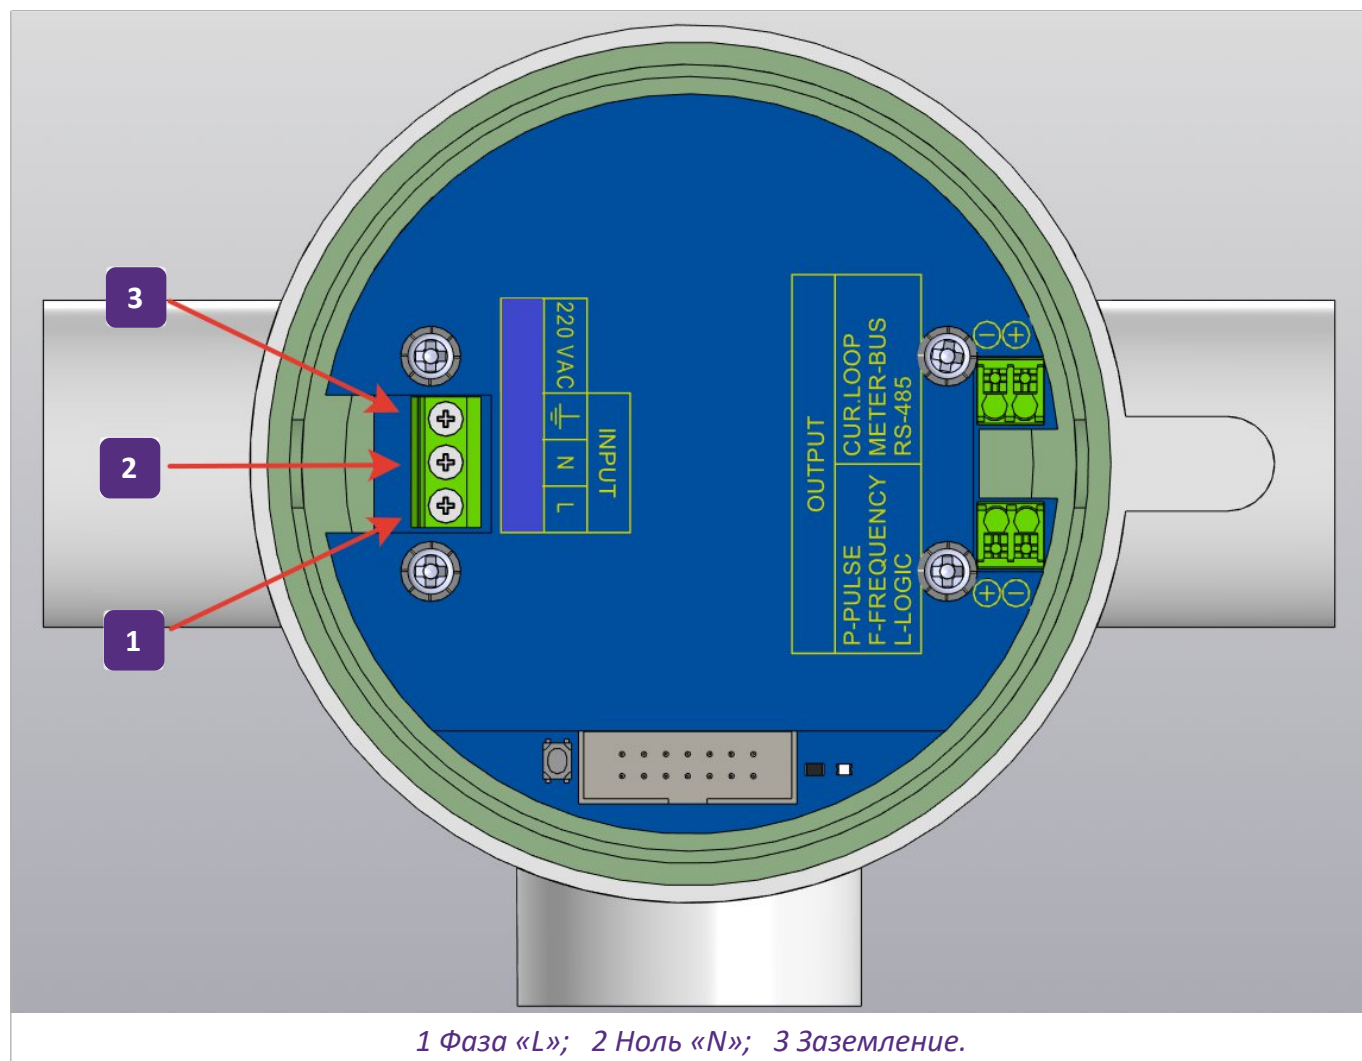 3
2
1
220 VAC
N
L
INPUT
OUTPUT
CUR.LOOP
METER-BUS
RS-485
P-PULSE
F-FREQUENCY
L-LOGIC
1 Фаза «L»; 2 Ноль «N»; 3 Заземление.